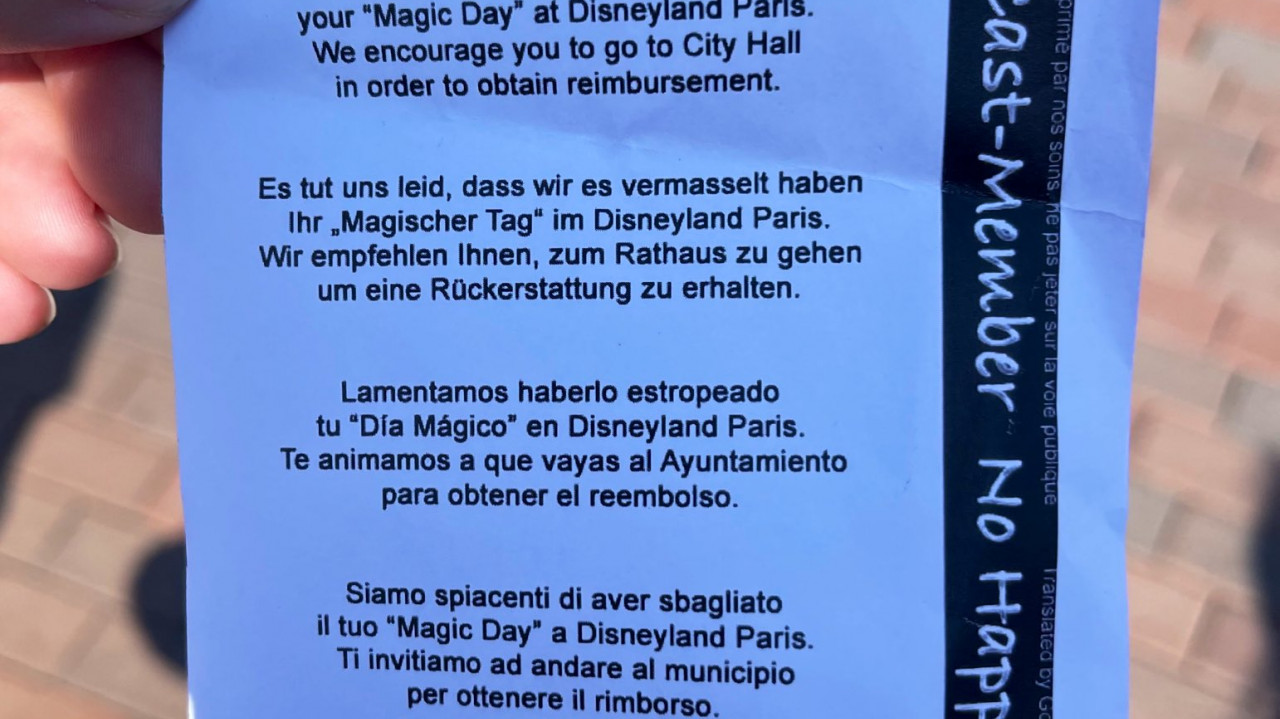 your “Magic Day” at Disneyland Paris.
We encourage you to go to City Hall
in order to obtain reimbursement.
Es tut uns leid, dass wir es vermasselt haben
Ihr „Magischer Tag“ im Disneyland Paris.
Wir empfehlen Ihnen, zum Rathaus zu gehen
um eine Rückerstattung zu erhalten.
Lamentamos haberlo estropeado
tu “Día Mágico” en Disneyland Paris.
Te animamos a que vayas al Ayuntamiento
para obtener el reembolso.
Siamo spiacenti di aver sbagliato
il tuo “Magic Day” a Disneyland Paris.
Ti invitiamo ad andare al municipio
per ottenere il rimborso.
Cast-Member No Happ
primé par nos soins, ne pas jeter sur la voie publique
Translated by Go